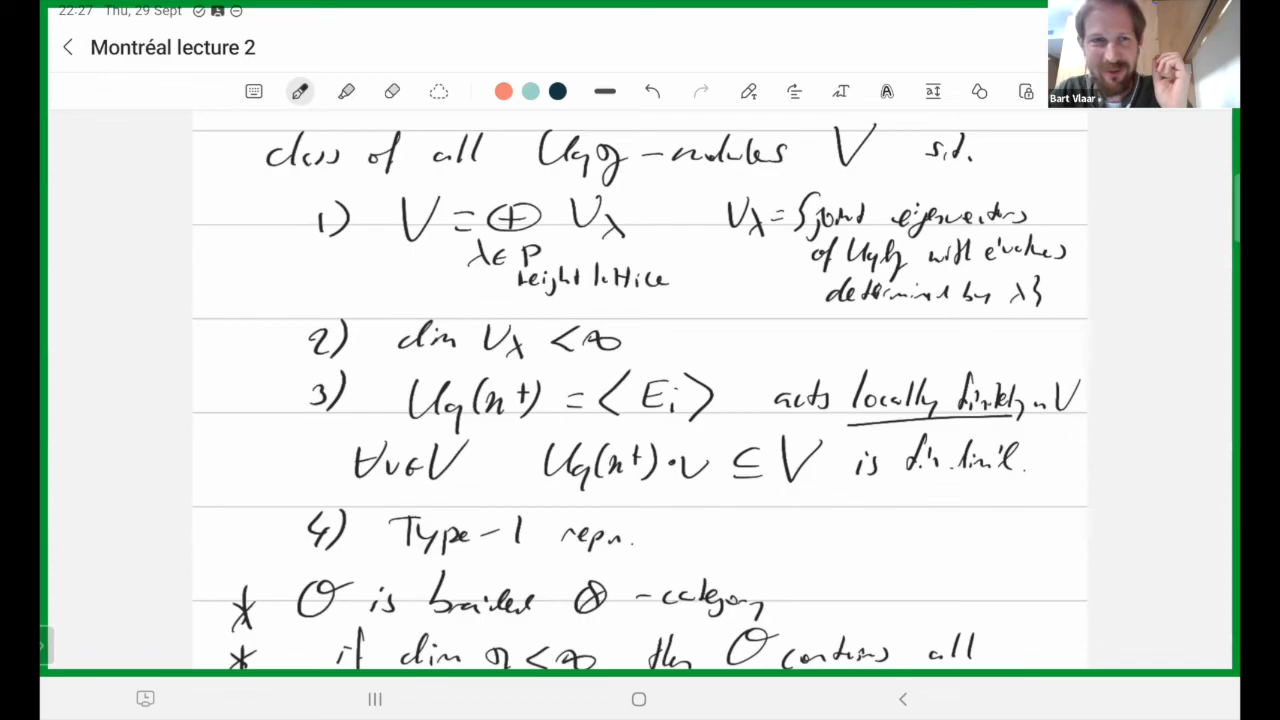 22:27 Thu, 29 Sept
Montréal lecture 2
Bart Vlaar
class of all Uqg - modules V s.t.
1) V = ⊕ Vλ Vλ = { joint eigenvectors
λ∈P of Uqh with e'values
weight lattice determined by λ}
2) dim Vλ < ∞
3) Uq(n+) = <Ei> acts locally finitely on V
∀v∈V Uq(n+)·v ⊆ V is fin. dim'l.
4) Type-1 repn.
* O is braided ⊗-category
* if dim g < ∞ then O contains all